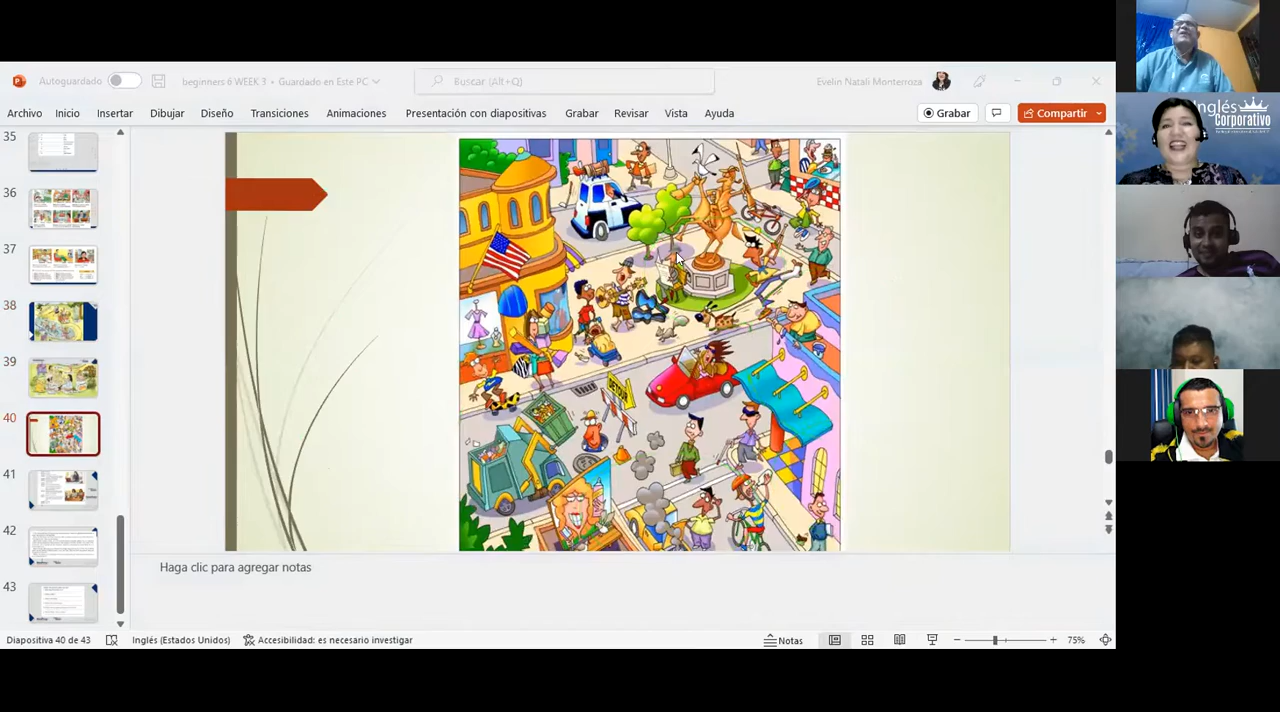 Autoguardado
beginners 6 WEEK 3 • Guardado en Este PC
Buscar (Alt+Q)
Evelin Natali Monterroza
Archivo Inicio Insertar Dibujar Diseño Transiciones Animaciones Presentación con diapositivas Grabar Revisar Vista Ayuda
Grabar
Compartir
Inglés
Corporativo
35
36
37
38
39
40
41
42
43
DETOUR
Haga clic para agregar notas
Diapositiva 40 de 43
Inglés (Estados Unidos)
Accesibilidad: es necesario investigar
Notas
75%